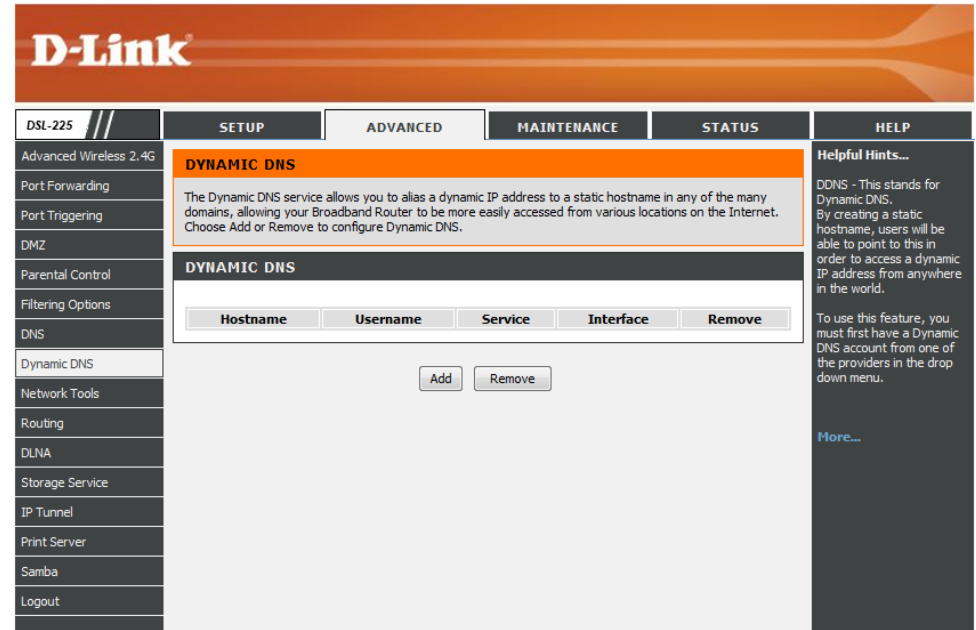 D-Link
DSL-225
SETUP
ADVANCED
MAINTENANCE
STATUS
HELP
Advanced Wireless 2.4G
Port Forwarding
Port Triggering
DMZ
Parental Control
Filtering Options
DNS
Dynamic DNS
Network Tools
Routing
DLNA
Storage Service
IP Tunnel
Print Server
Samba
Logout
DYNAMIC DNS
The Dynamic DNS service allows you to alias a dynamic IP address to a static hostname in any of the many
domains, allowing your Broadband Router to be more easily accessed from various locations on the Internet.
Choose Add or Remove to configure Dynamic DNS.
DYNAMIC DNS
Hostname Username Service Interface Remove
Add Remove
Helpful Hints...
DDNS - This stands for
Dynamic DNS.
By creating a static
hostname, users will be
able to point to this in
order to access a dynamic
IP address from anywhere
in the world.
To use this feature, you
must first have a Dynamic
DNS account from one of
the providers in the drop
down menu.
More...